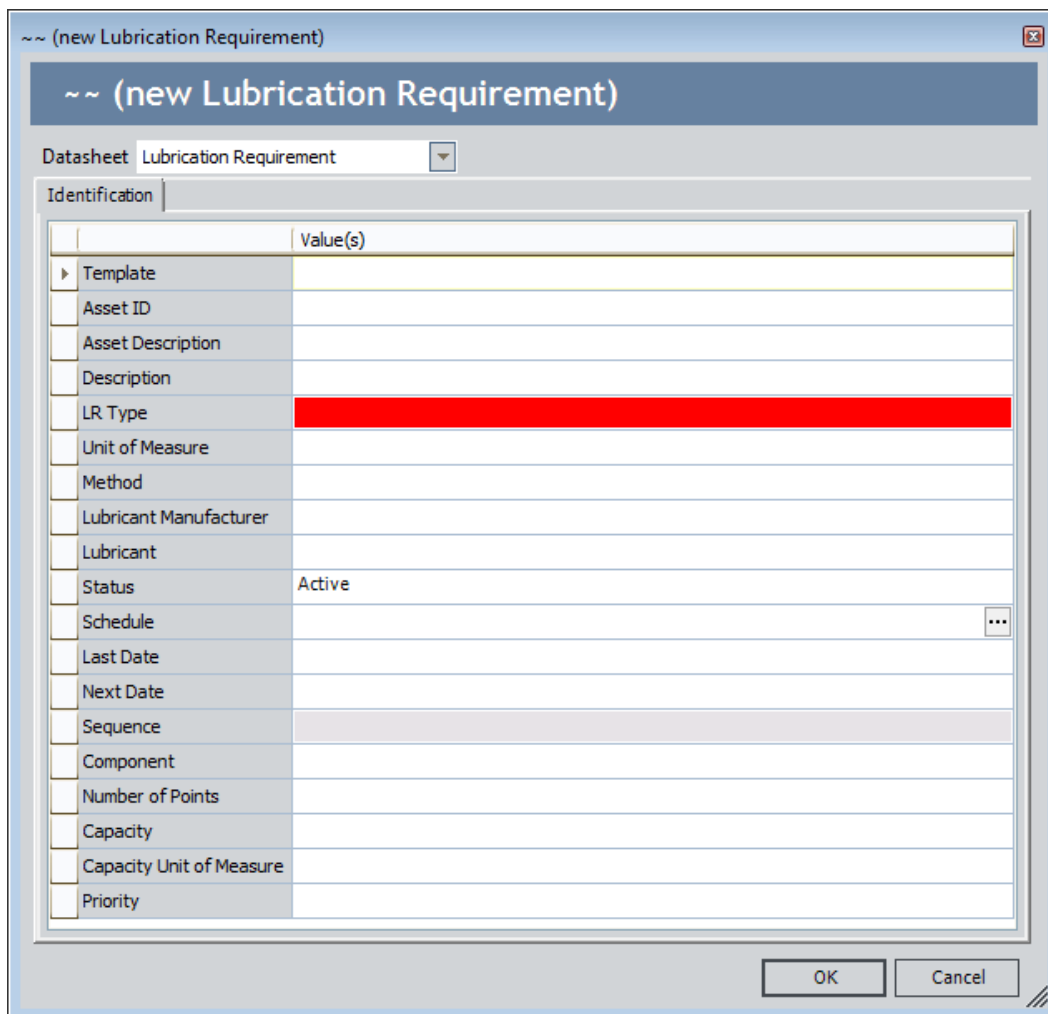 ~~ (new Lubrication Requirement)
~~ (new Lubrication Requirement)
Datasheet Lubrication Requirement
Identification
Value(s)
Template
Asset ID
Asset Description
Description
LR Type
Unit of Measure
Method
Lubricant Manufacturer
Lubricant
Status Active
Schedule ...
Last Date
Next Date
Sequence
Component
Number of Points
Capacity
Capacity Unit of Measure
Priority
OK Cancel